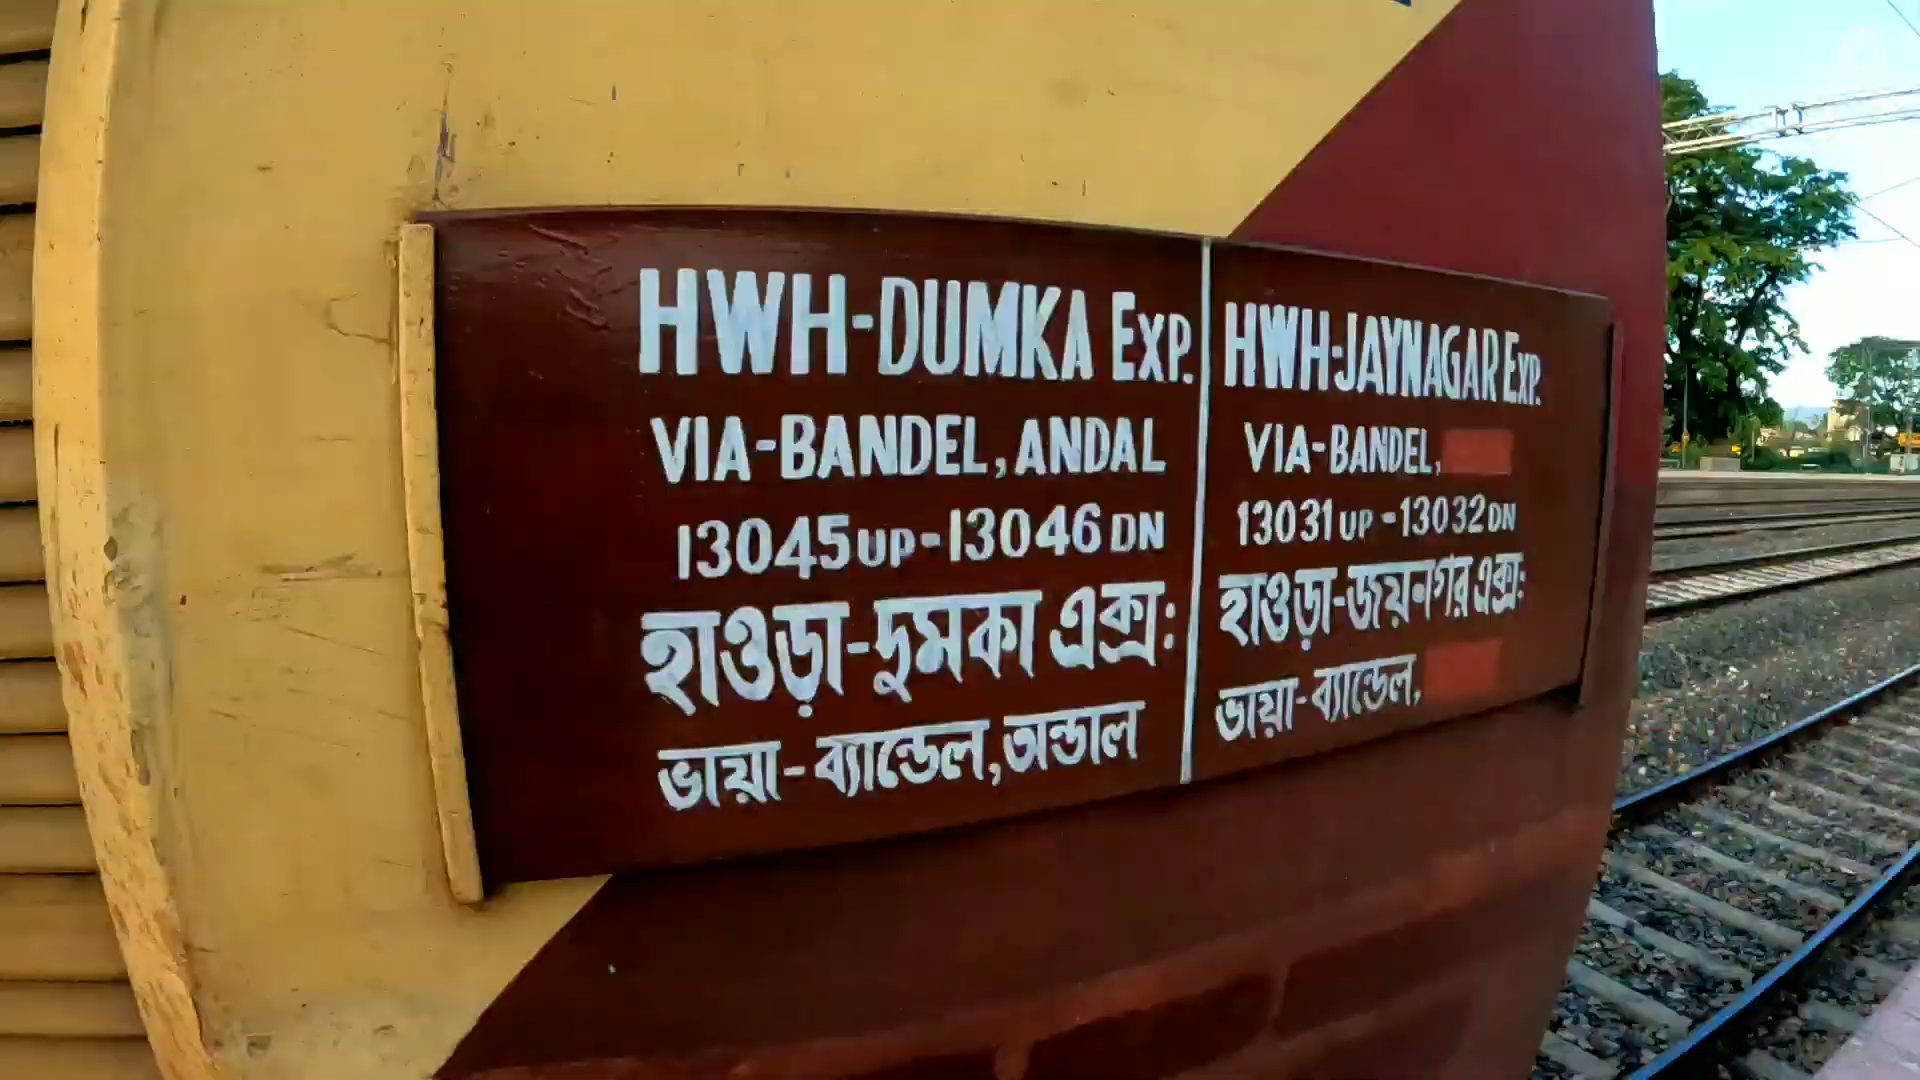 HWH-DUMKA EXP.
VIA-BANDEL, ANDAL
13045 UP-13046 DN
হাওড়া-দুমকা এক্স:
ভায়া-ব্যান্ডেল, অন্ডাল
HWH-JAYNAGAR EXP.
VIA-BANDEL,
13031 UP-13032 DN
হাওড়া-জয়নগর এক্স:
ভায়া-ব্যান্ডেল,